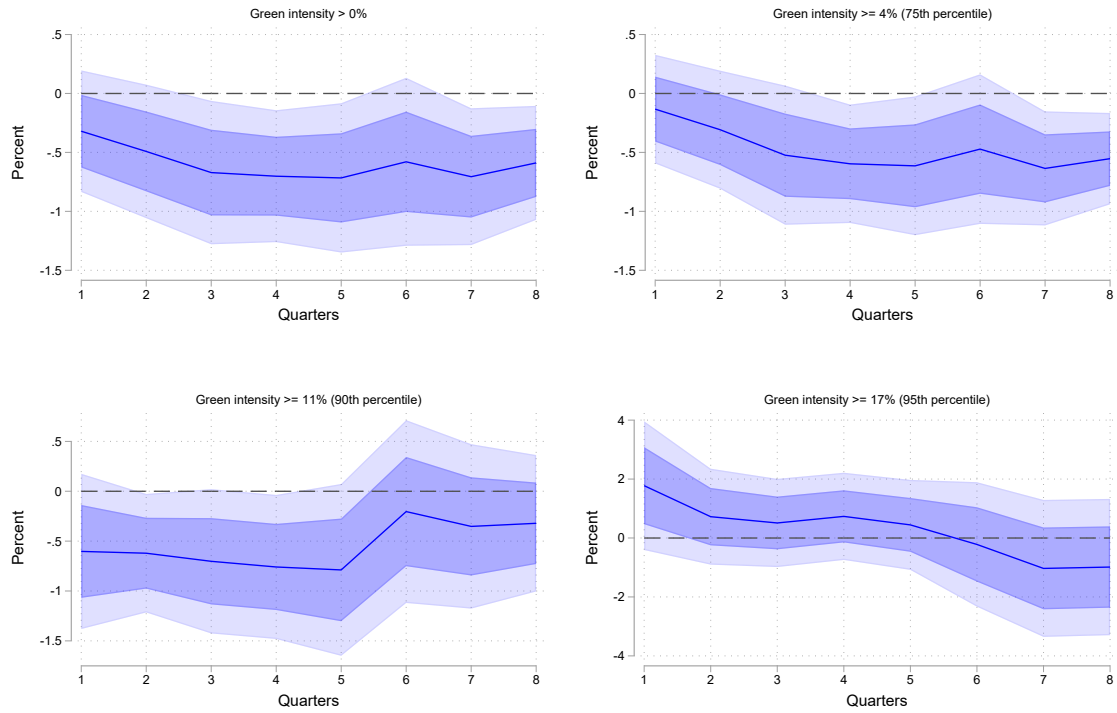 Green intensity > 0%
.5
0
-.5
-1
-1.5
Percent
1 2 3 4 5 6 7 8
Quarters
Green intensity >= 4% (75th percentile)
.5
0
-.5
-1
-1.5
Percent
1 2 3 4 5 6 7 8
Quarters
Green intensity >= 11% (90th percentile)
.5
0
-.5
-1
-1.5
Percent
1 2 3 4 5 6 7 8
Quarters
Green intensity >= 17% (95th percentile)
4
2
0
-2
-4
Percent
1 2 3 4 5 6 7 8
Quarters